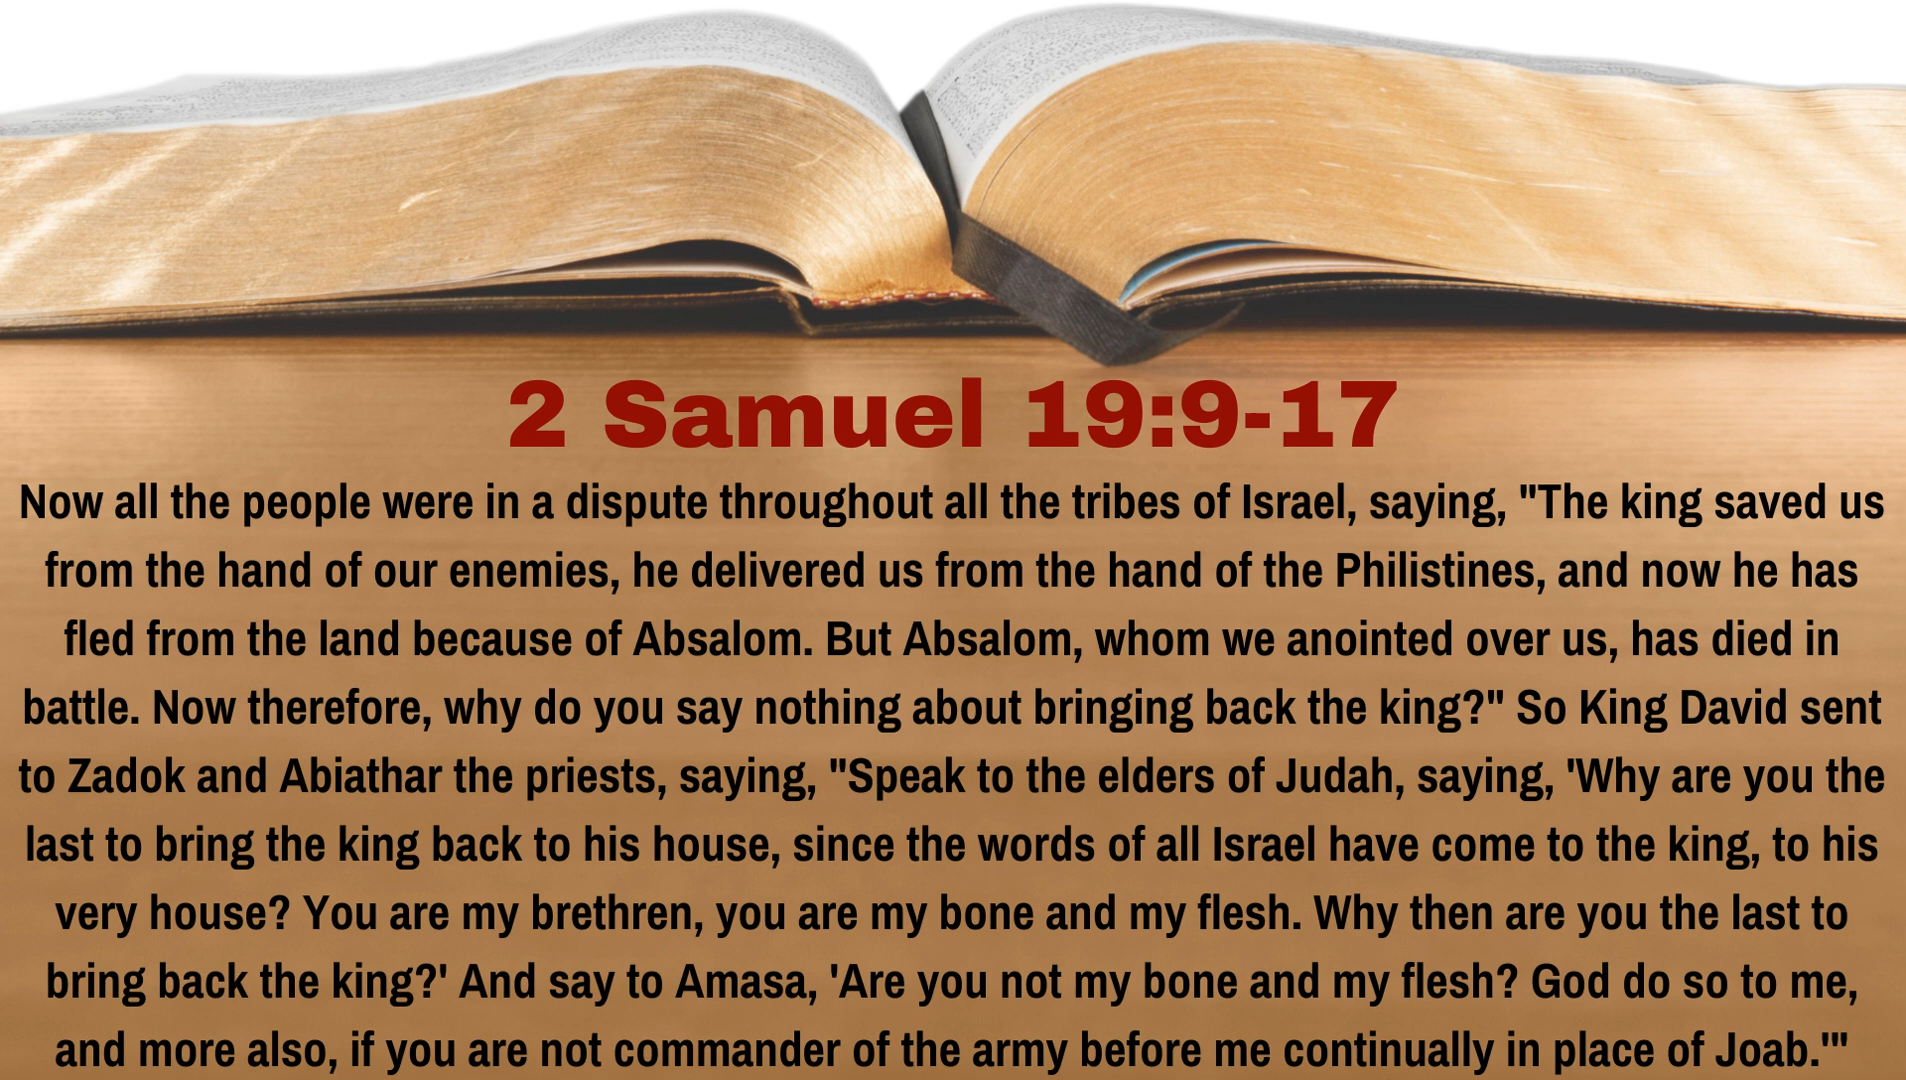 2 Samuel 19:9-17
Now all the people were in a dispute throughout all the tribes of Israel, saying, "The king saved us
from the hand of our enemies, he delivered us from the hand of the Philistines, and now he has
fled from the land because of Absalom. But Absalom, whom we anointed over us, has died in
battle. Now therefore, why do you say nothing about bringing back the king?" So King David sent
to Zadok and Abiathar the priests, saying, "Speak to the elders of Judah, saying, 'Why are you the
last to bring the king back to his house, since the words of all Israel have come to the king, to his
very house? You are my brethren, you are my bone and my flesh. Why then are you the last to
bring back the king?' And say to Amasa, 'Are you not my bone and my flesh? God do so to me,
and more also, if you are not commander of the army before me continually in place of Joab.'"